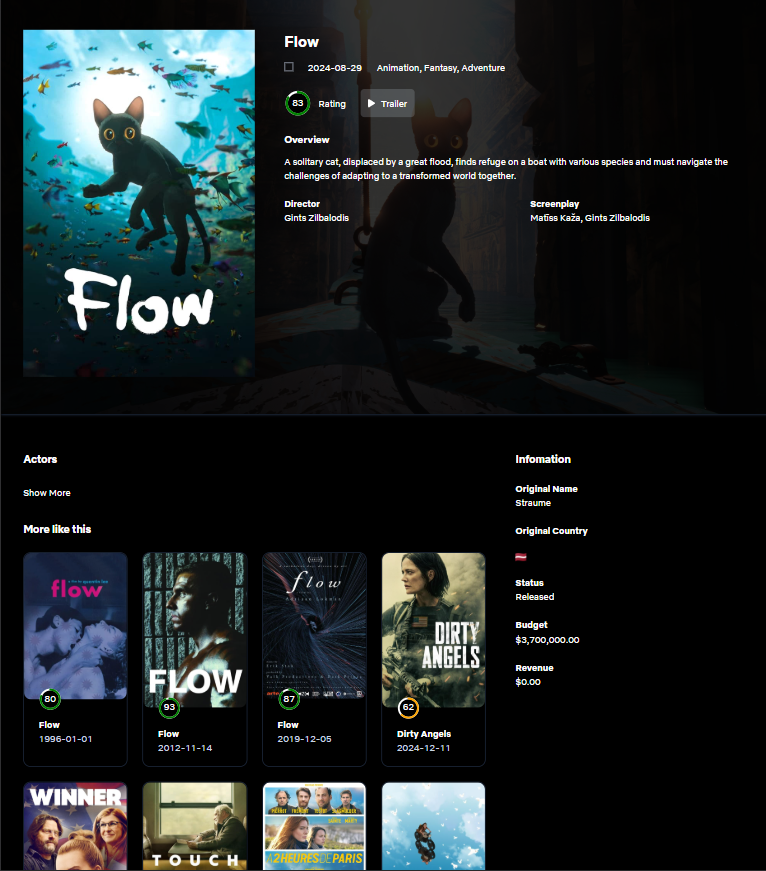 Flow
Flow
2024-08-29 Animation, Fantasy, Adventure
83 Rating Trailer
Overview
A solitary cat, displaced by a great flood, finds refuge on a boat with various species and must navigate the
challenges of adapting to a transformed world together.
Director
Gints Zilbalodis
Screenplay
Matīss Kaža, Gints Zilbalodis
Actors
Show More
More like this
flow
80
Flow
1996-01-01
FLOW
93
Flow
2012-11-14
flow
87
Flow
2019-12-05
DIRTY
ANGELS
62
Dirty Angels
2024-12-11
WINNER
TOUCH
À 2 HEURES DE PARIS
Infomation
Original Name
Straume
Original Country
Status
Released
Budget
$3,700,000.00
Revenue
$0.00